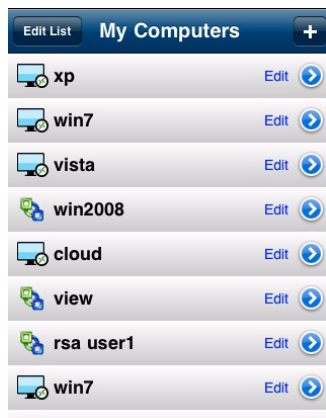 Edit List My Computers +
xp Edit
win7 Edit
vista Edit
win2008 Edit
cloud Edit
view Edit
rsa user1 Edit
win7 Edit